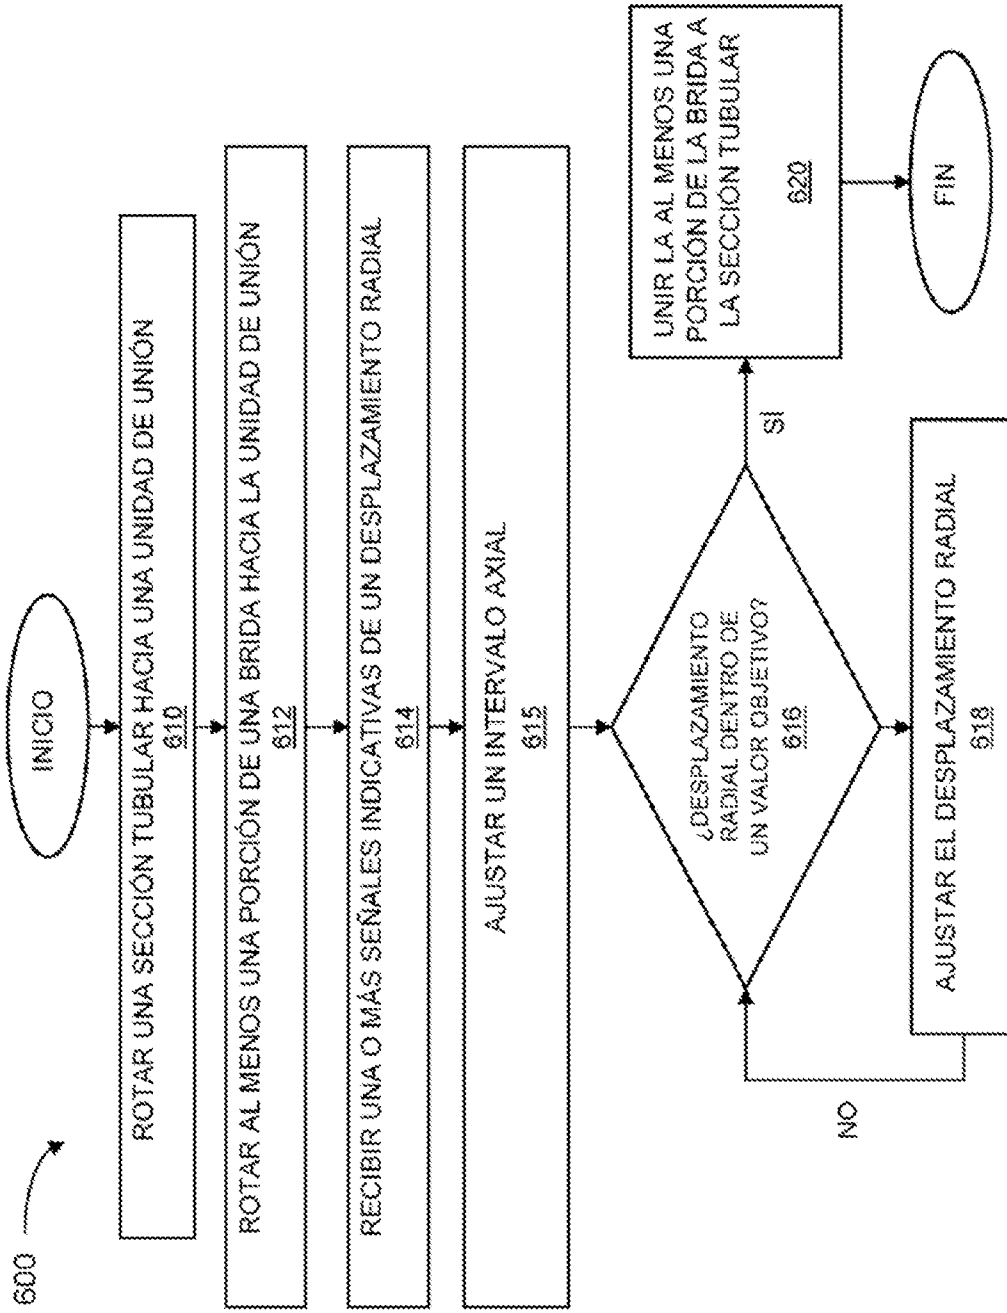 600
INICIO
ROTAR UNA SECCIÓN TUBULAR HACIA UNA UNIDAD DE UNIÓN
610
ROTAR AL MENOS UNA PORCIÓN DE UNA BRIDA HACIA LA UNIDAD DE UNIÓN
612
RECIBIR UNA O MÁS SEÑALES INDICATIVAS DE UN DESPLAZAMIENTO RADIAL
614
AJUSTAR UN INTERVALO AXIAL
615
¿DESPLAZAMIENTO
RADIAL DENTRO DE
UN VALOR OBJETIVO?
616
NO
SÍ
AJUSTAR EL DESPLAZAMIENTO RADIAL
618
UNIR LA AL MENOS UNA
PORCIÓN DE LA BRIDA A
LA SECCIÓN TUBULAR
620
FIN